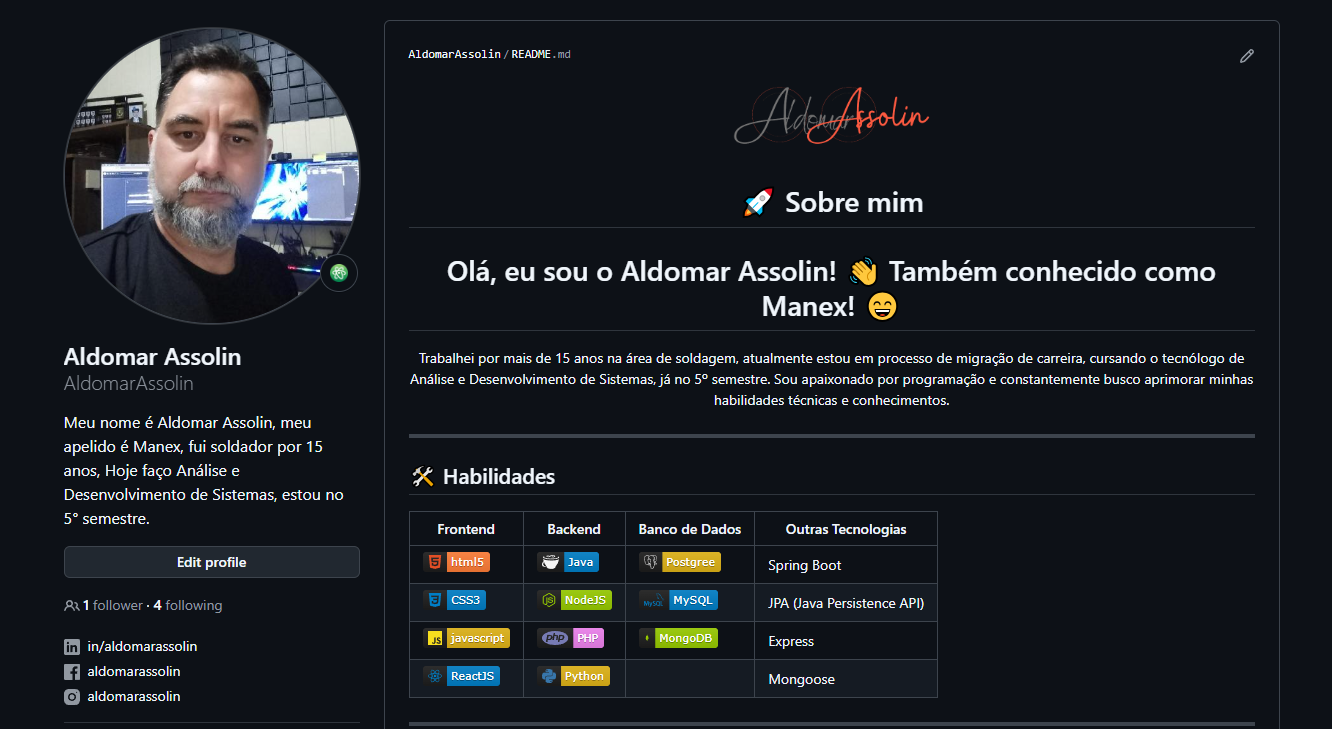 AldomarAssolin / README.md
Aldomar Assolin
🚀 Sobre mim
Olá, eu sou o Aldomar Assolin! 👋 Também conhecido como
Manex! 😄
Trabalhei por mais de 15 anos na área de soldagem, atualmente estou em processo de migração de carreira, cursando o tecnólogo de
Análise e Desenvolvimento de Sistemas, já no 5º semestre. Sou apaixonado por programação e constantemente busco aprimorar minhas
habilidades técnicas e conhecimentos.
🛠 Habilidades
Frontend Backend Banco de Dados Outras Tecnologias
html5 Java Postgree Spring Boot
CSS3 NodeJS MySQL MySQL JPA (Java Persistence API)
JS javascript php PHP MongoDB Express
ReactJS Python Mongoose
Aldomar Assolin
AldomarAssolin
Meu nome é Aldomar Assolin, meu
apelido é Manex, fui soldador por 15
anos, Hoje faço Análise e
Desenvolvimento de Sistemas, estou no
5° semestre.
Edit profile
1 follower · 4 following
in/aldomarassolin
aldomarassolin
aldomarassolin